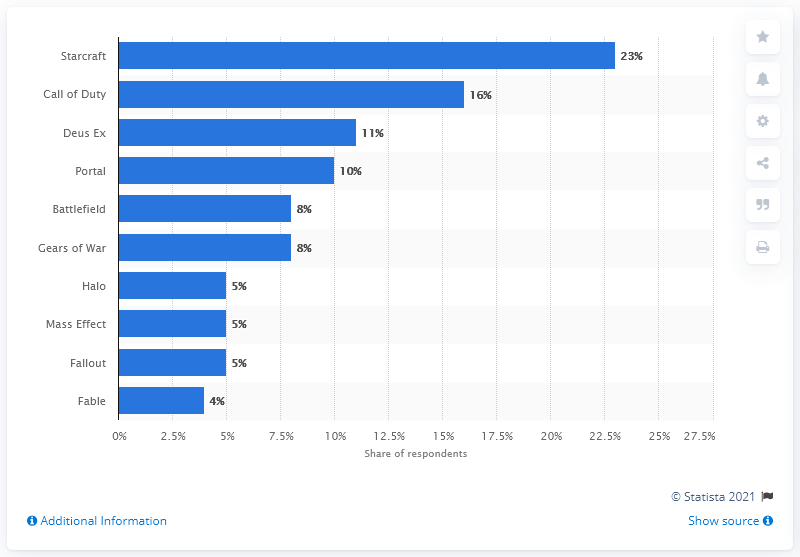 Starcraft 23%
Call of Duty 16%
Deus Ex 11%
Portal 10%
Battlefield 8%
Gears of War 8%
Halo 5%
Mass Effect 5%
Fallout 5%
Fable 4%
0% 2.5% 5% 7.5% 10% 12.5% 15% 17.5% 20% 22.5% 25% 27.5%
Share of respondents
© Statista 2021
Additional Information Show source